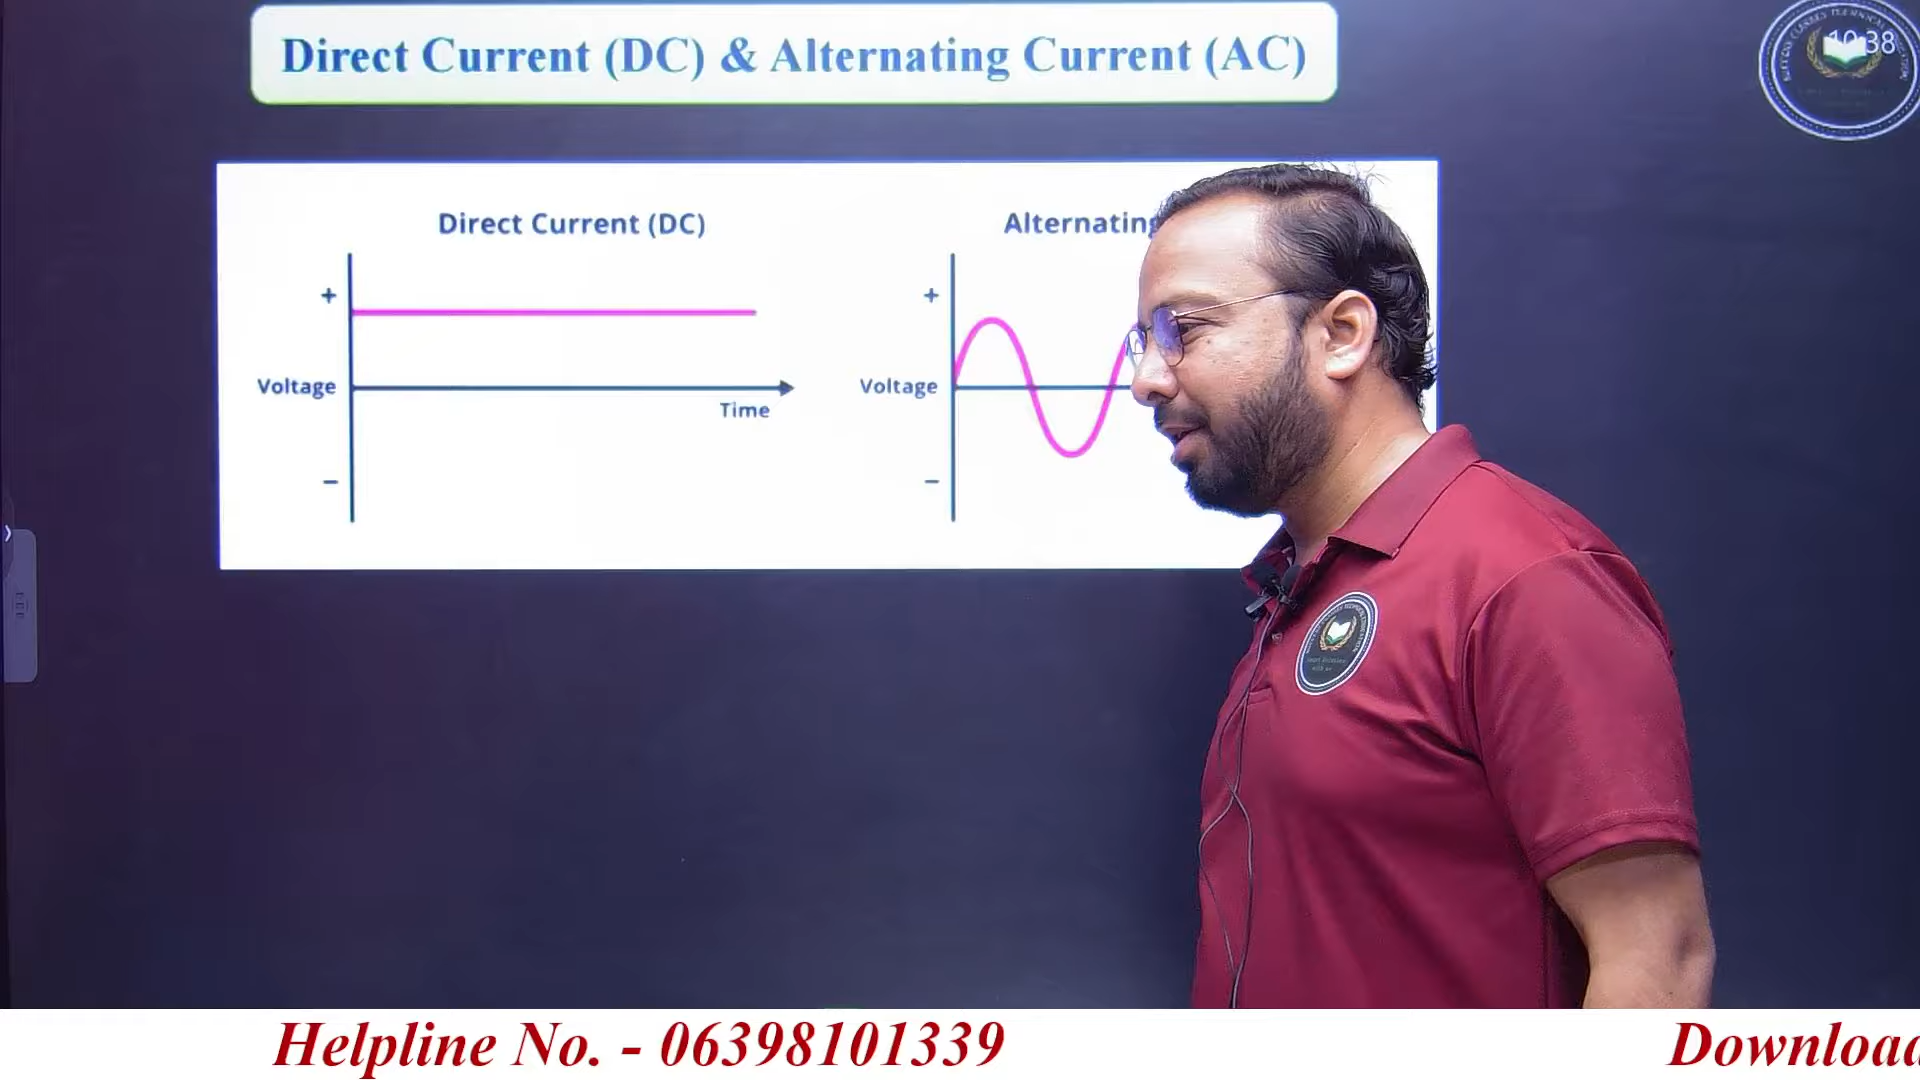 Direct Current (DC) & Alternating Current (AC)
10:38
Direct Current (DC)
+
Voltage
Time
−
Alternating
+
Voltage
−
Helpline No. - 06398101339
Download